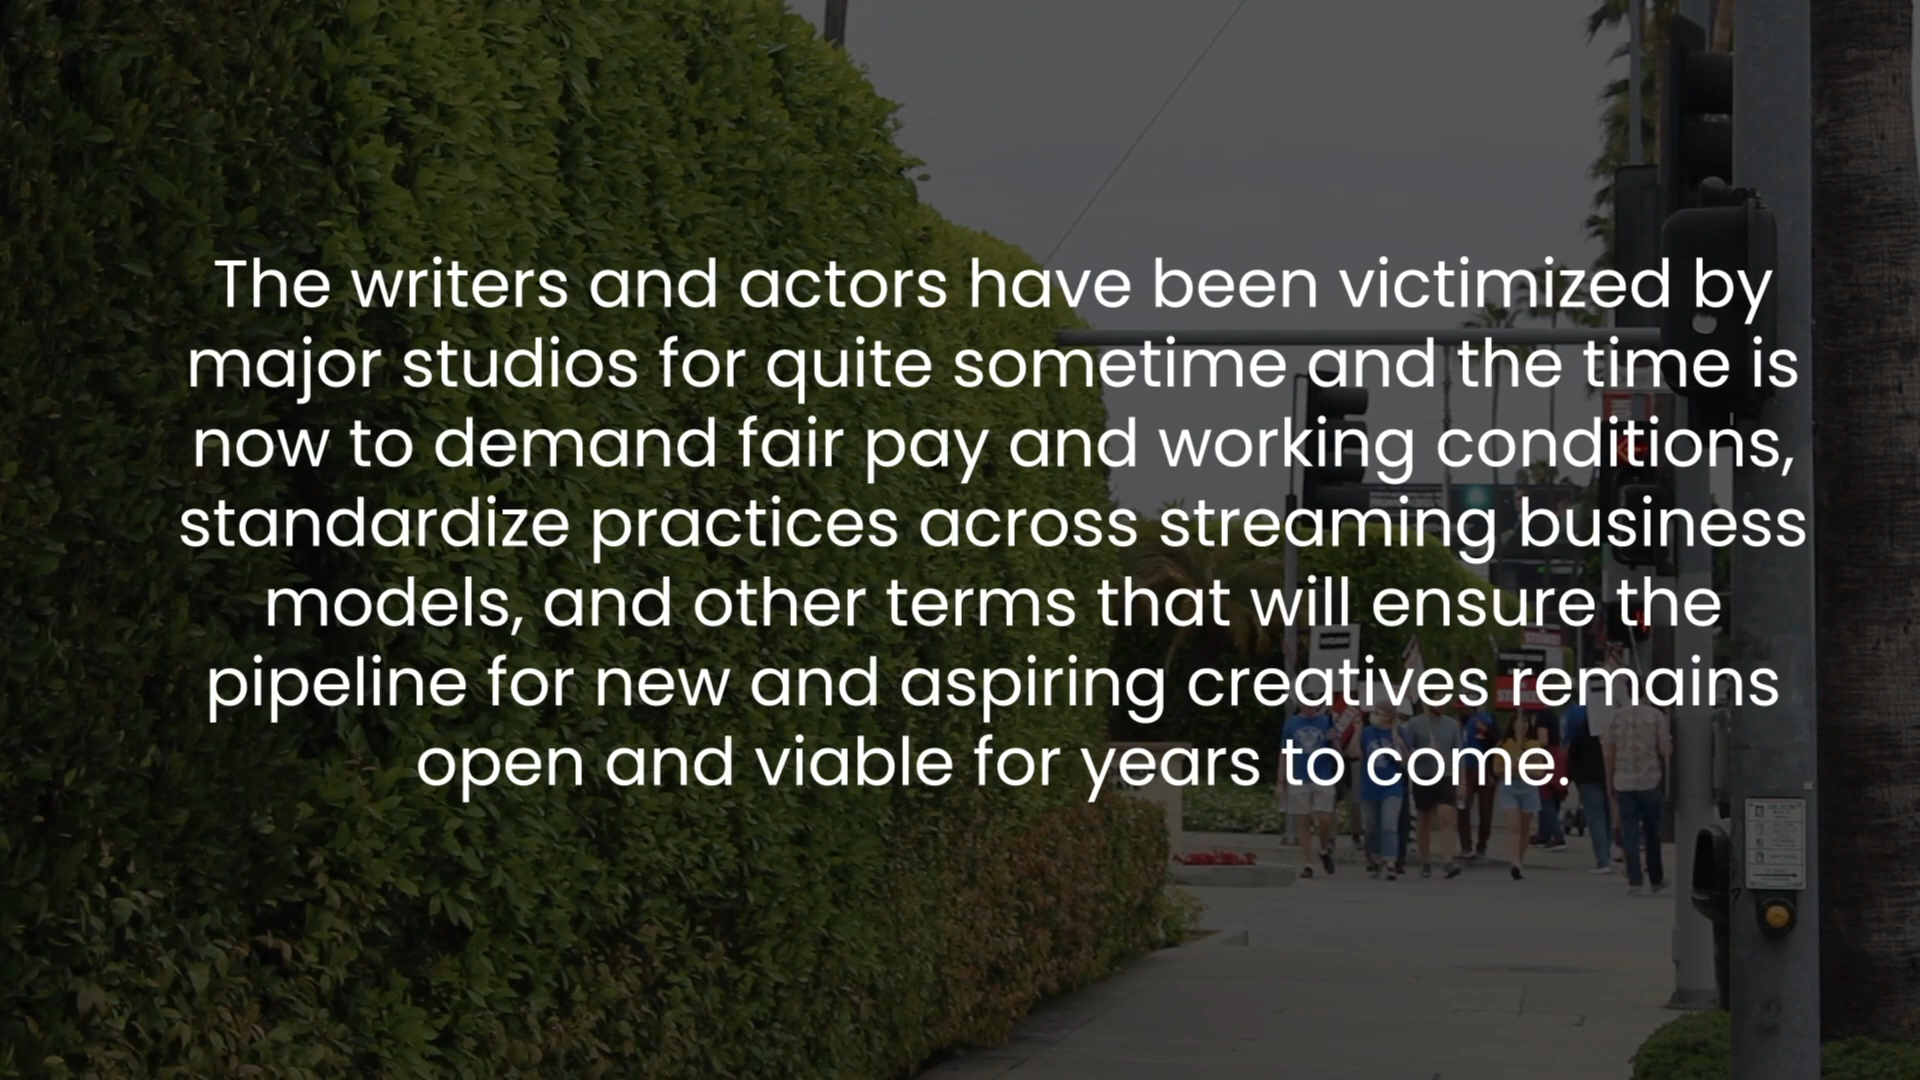 The writers and actors have been victimized by
major studios for quite sometime and the time is
now to demand fair pay and working conditions,
standardize practices across streaming business
models, and other terms that will ensure the
pipeline for new and aspiring creatives remains
open and viable for years to come.